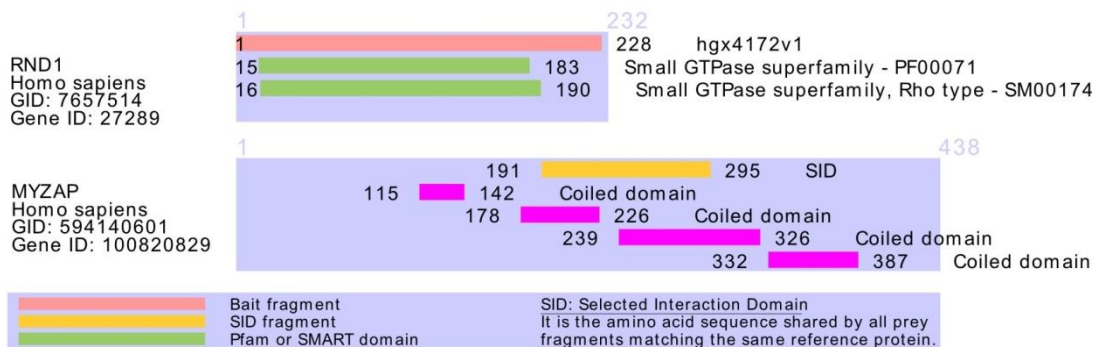 1 232
1 228 hgx4172v1
RND1
Homo sapiens
GID: 7657514
Gene ID: 27289
15 183 Small GTPase superfamily - PF00071
16 190 Small GTPase superfamily, Rho type - SM00174
1 438
MYZAP
Homo sapiens
GID: 594140601
Gene ID: 100820829
191 295 SID
115 142 Coiled domain
178 226 Coiled domain
239 326 Coiled domain
332 387 Coiled domain
Bait fragment
SID fragment
Pfam or SMART domain
SID: Selected Interaction Domain
It is the amino acid sequence shared by all prey
fragments matching the same reference protein.